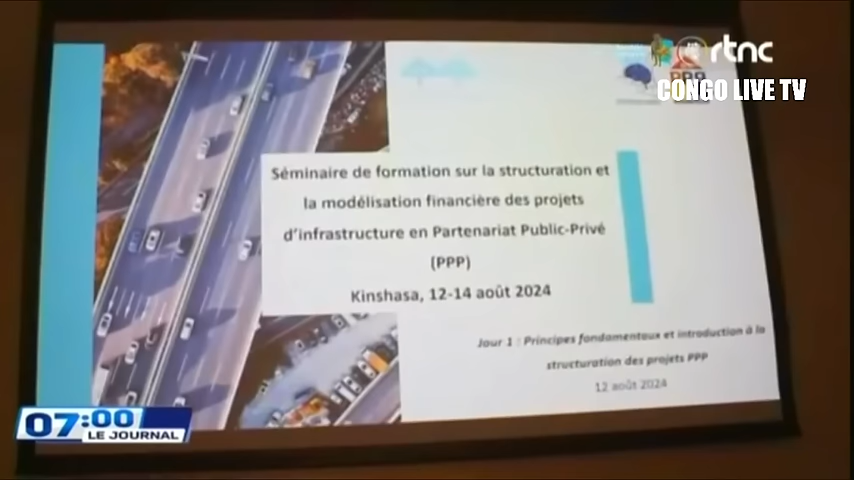 rtnc
PPP
CONGO LIVE TV
Séminaire de formation sur la structuration et
la modélisation financière des projets
d'infrastructure en Partenariat Public-Privé
(PPP)
Kinshasa, 12-14 août 2024
Jour 1 : Principes fondamentaux et introduction à la
structuration des projets PPP
12 août 2024
07:00
LE JOURNAL